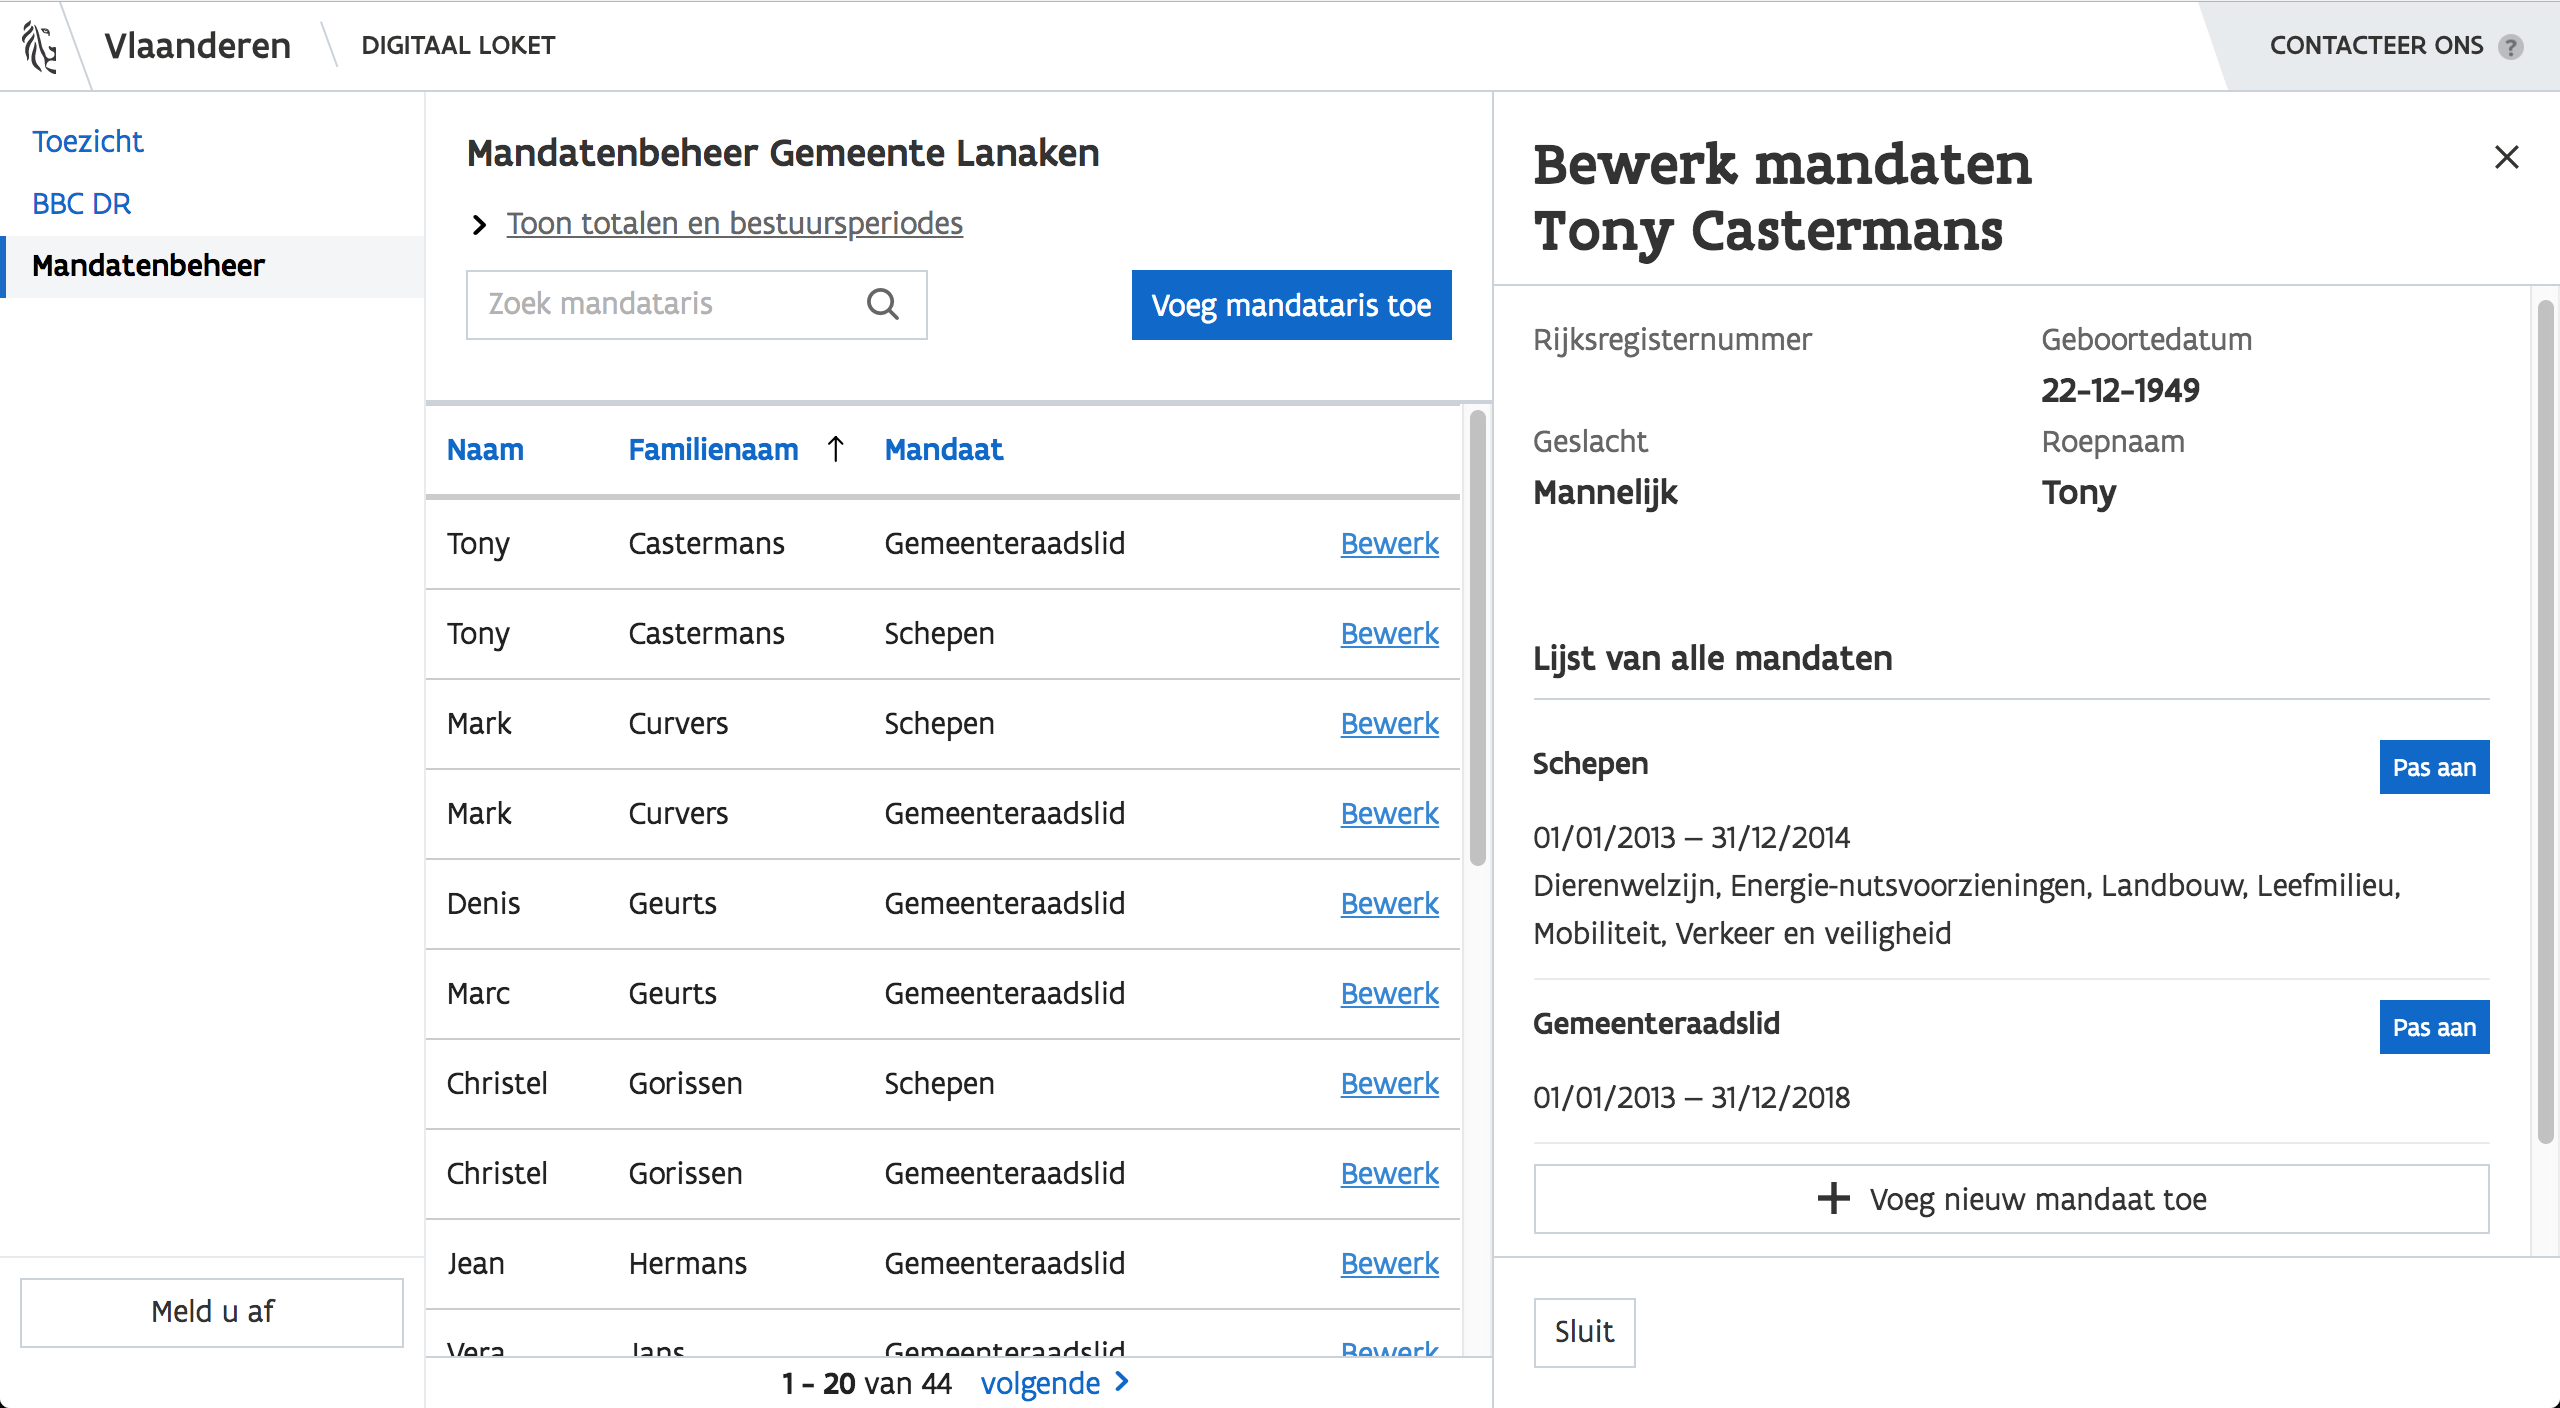 Vlaanderen
DIGITAAL LOKET
CONTACTEER ONS ?
Toezicht
BBC DR
Mandatenbeheer
Meld u af
Mandatenbeheer Gemeente Lanaken
Toon totalen en bestuursperiodes
Zoek mandataris
Voeg mandataris toe
Naam Familienaam ↑ Mandaat
Tony Castermans Gemeenteraadslid Bewerk
Tony Castermans Schepen Bewerk
Mark Curvers Schepen Bewerk
Mark Curvers Gemeenteraadslid Bewerk
Denis Geurts Gemeenteraadslid Bewerk
Marc Geurts Gemeenteraadslid Bewerk
Christel Gorissen Schepen Bewerk
Christel Gorissen Gemeenteraadslid Bewerk
Jean Hermans Gemeenteraadslid Bewerk
Vera Jans Gemeenteraadslid Bewerk
1 - 20 van 44 volgende
Bewerk mandaten
Tony Castermans
Rijksregisternummer
Geboortedatum
22-12-1949
Geslacht
Mannelijk
Roepnaam
Tony
Lijst van alle mandaten
Schepen
Pas aan
01/01/2013 – 31/12/2014
Dierenwelzijn, Energie-nutsvoorzieningen, Landbouw, Leefmilieu,
Mobiliteit, Verkeer en veiligheid
Gemeenteraadslid
Pas aan
01/01/2013 – 31/12/2018
Voeg nieuw mandaat toe
Sluit